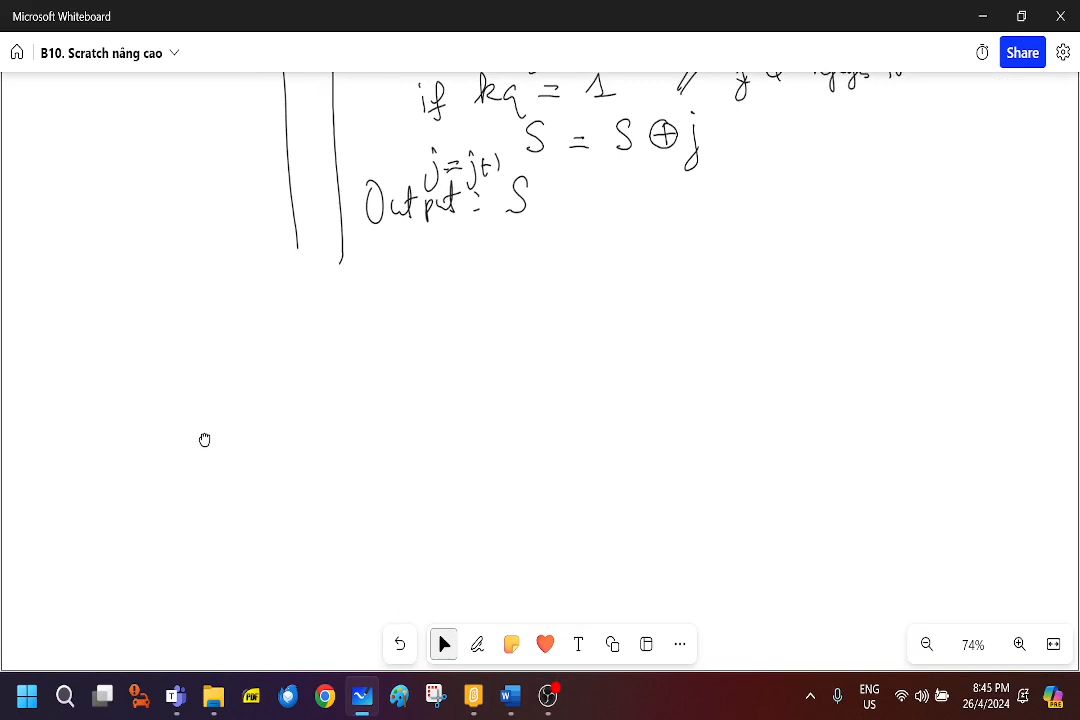 Microsoft Whiteboard
B10. Scratch nâng cao
Share
if kq = 1 //
S = S ⊕ j
j = j+1
Output: S
74%
ENG
US
8:45 PM
26/4/2024